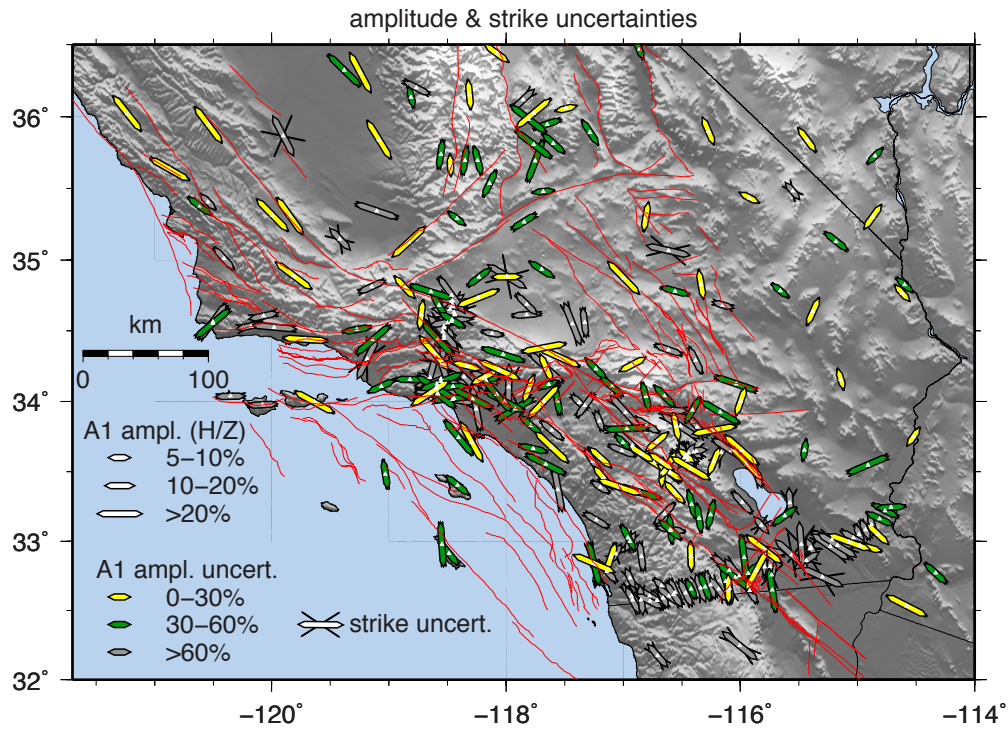 amplitude & strike uncertainties
36˚
35˚
34˚
33˚
32˚
km
0 100
A1 ampl. (H/Z)
5−10%
10−20%
>20%
A1 ampl. uncert.
0−30%
30−60%
>60%
strike uncert.
−120˚ −118˚ −116˚ −114˚